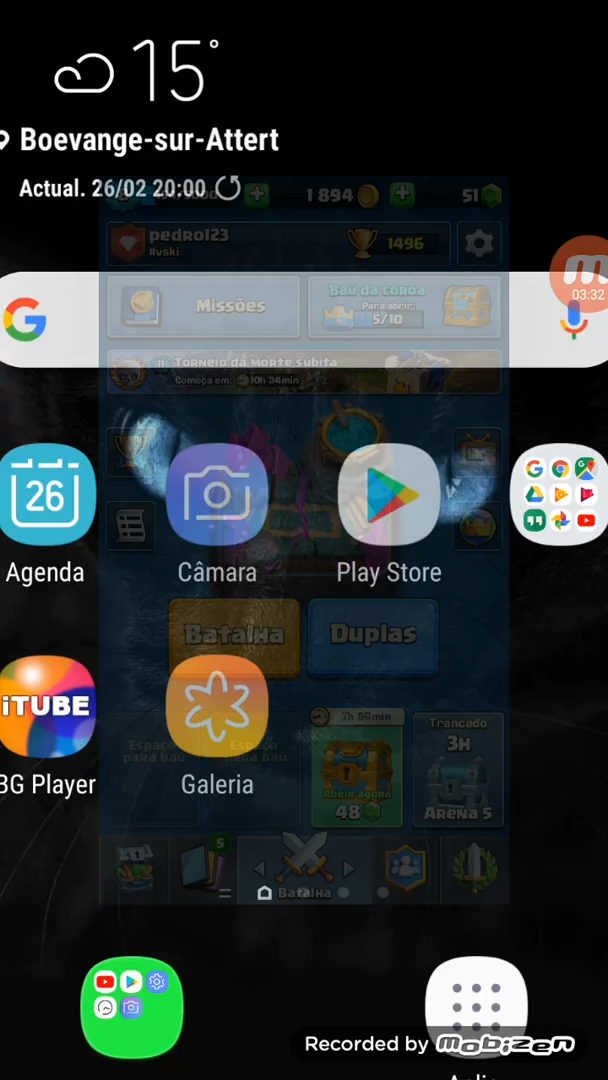 15°
Boevange-sur-Attert
Actual. 26/02 20:00
1 894
51
pedro123
#uski
1496
03:32
Missões
Baú da coroa
Para abrir:
5/10
Torneio da morte súbita
Começa em: 10h 34min
26
Agenda
Câmara
Play Store
Batalha
Duplas
iTUBE
BG Player
Galeria
Espaço para baú
Espaço para baú
7h 56min
Abrir agora
48
Trancado
3H
Arena 5
5
Batalha
Recorded by Mobizen